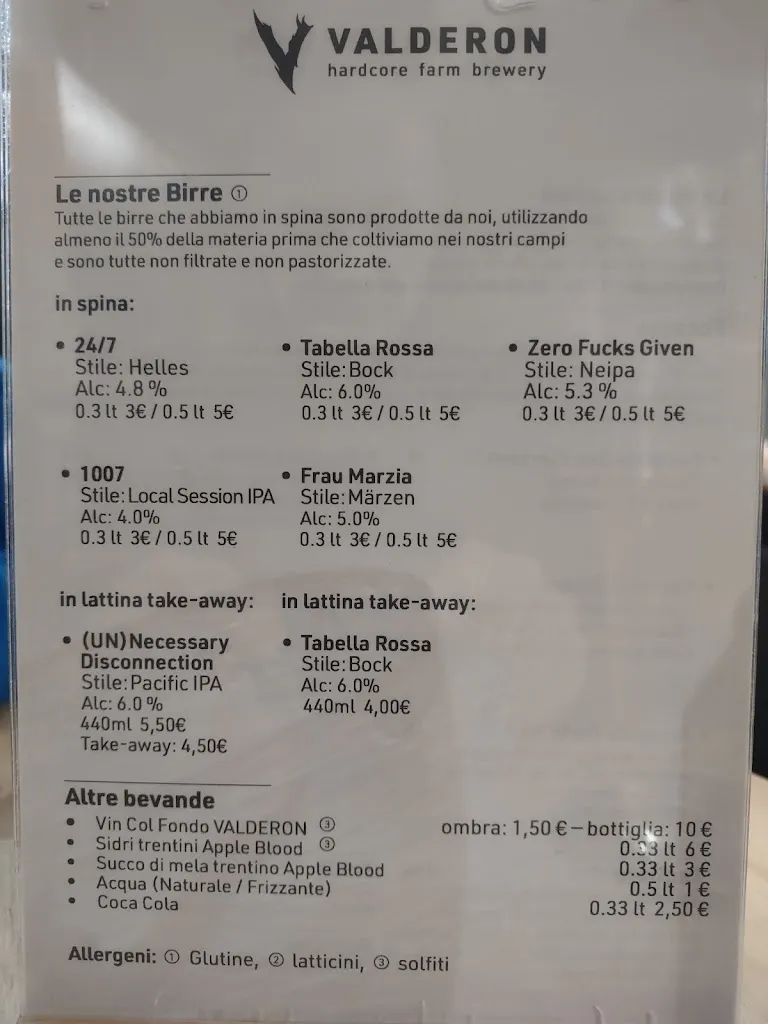 VALDERON
hardcore farm brewery
Le nostre Birre ①
Tutte le birre che abbiamo in spina sono prodotte da noi, utilizzando
almeno il 50% della materia prima che coltiviamo nei nostri campi
e sono tutte non filtrate e non pastorizzate.
in spina:
• 24/7
Stile: Helles
Alc: 4.8 %
0.3 lt 3€ / 0.5 lt 5€
• Tabella Rossa
Stile: Bock
Alc: 6.0%
0.3 lt 3€ / 0.5 lt 5€
• Zero Fucks Given
Stile: Neipa
Alc: 5.3 %
0.3 lt 3€ / 0.5 lt 5€
• 1007
Stile: Local Session IPA
Alc: 4.0%
0.3 lt 3€ / 0.5 lt 5€
• Frau Marzia
Stile: Märzen
Alc: 5.0%
0.3 lt 3€ / 0.5 lt 5€
in lattina take-away:
• (UN)Necessary
Disconnection
Stile: Pacific IPA
Alc: 6.0 %
440ml 5,50€
Take-away: 4,50€
in lattina take-away:
• Tabella Rossa
Stile: Bock
Alc: 6.0%
440ml 4,00€
Altre bevande
• Vin Col Fondo VALDERON ③ ombra: 1,50 € – bottiglia: 10 €
• Sidri trentini Apple Blood ③ 0.33 lt 6 €
• Succo di mela trentino Apple Blood 0.33 lt 3 €
• Acqua (Naturale / Frizzante) 0.5 lt 1 €
• Coca Cola 0.33 lt 2,50 €
Allergeni: ① Glutine, ② latticini, ③ solfiti